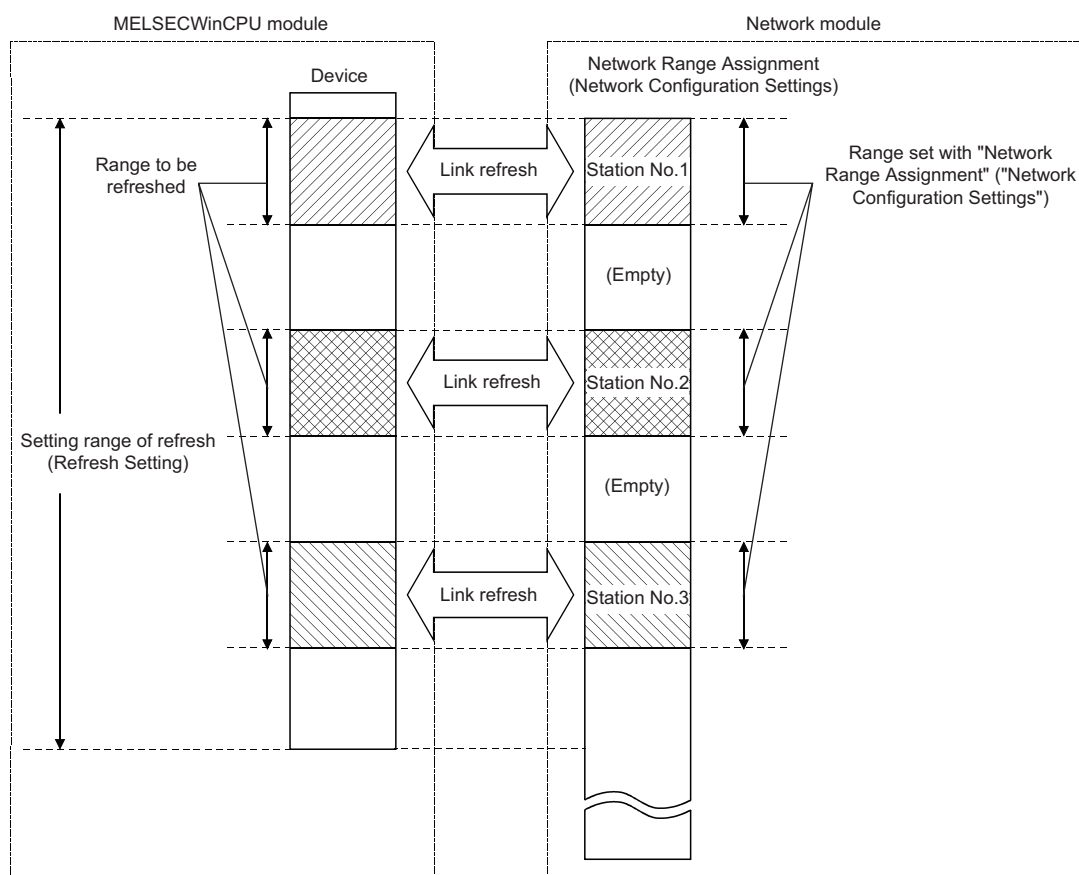 MELSECWinCPU module
Network module
Device
Network Range Assignment
(Network Configuration Settings)
Range to be
refreshed
Link refresh
Station No.1
Range set with "Network
Range Assignment" ("Network
Configuration Settings")
(Empty)
Link refresh
Station No.2
Setting range of refresh
(Refresh Setting)
(Empty)
Link refresh
Station No.3